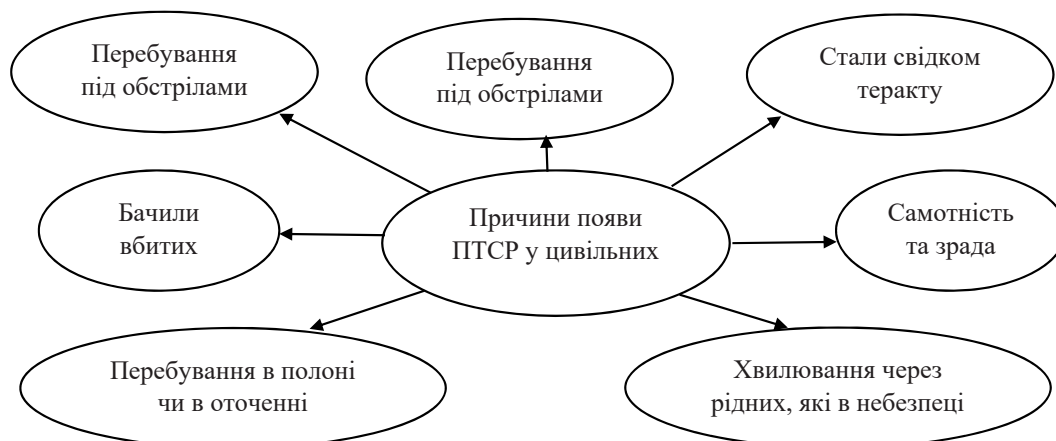 Перебування
під обстрілами
Перебування
під обстрілами
Стали свідком
теракту
Бачили
вбитих
Причини появи
ПТСР у цивільних
Самотність
та зрада
Перебування в полоні
чи в оточенні
Хвилювання через
рідних, які в небезпеці